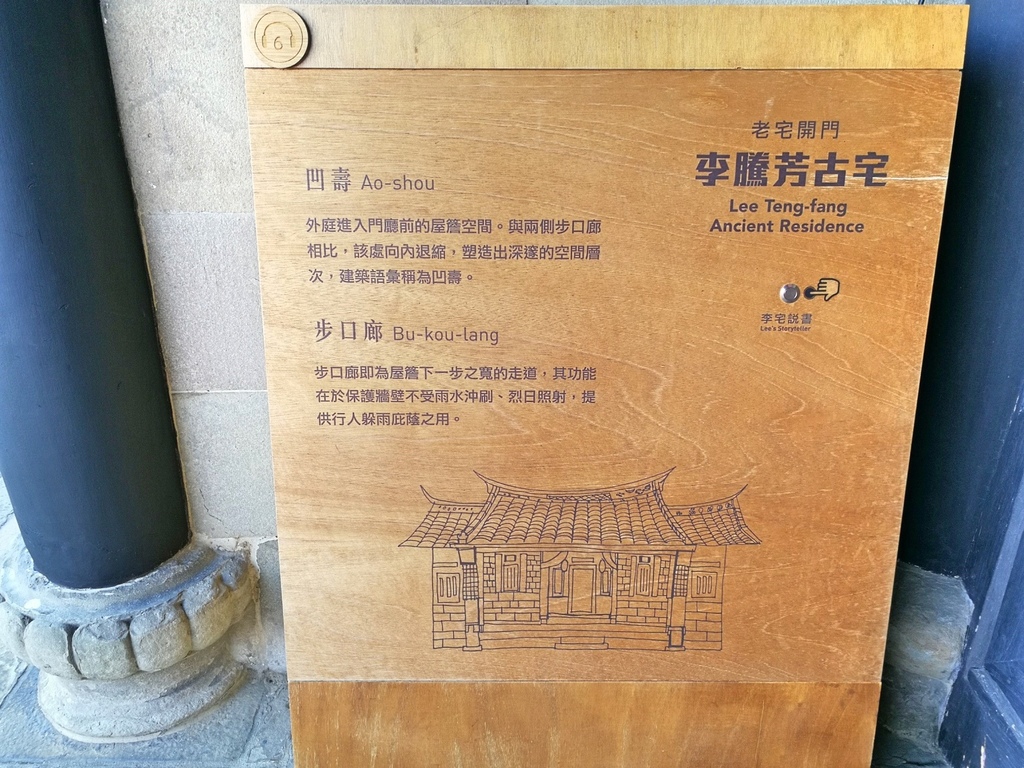 6
老宅開門
李騰芳古宅
Lee Teng-fang
Ancient Residence
李宅説書
Lee's Storyteller
凹壽 Ao-shou
外庭進入門廳前的屋簷空間。與兩側步口廊
相比，該處向內退縮，塑造出深邃的空間層
次，建築語彙稱為凹壽。
步口廊 Bu-kou-lang
步口廊即為屋簷下一步之寬的走道，其功能
在於保護牆壁不受雨水沖刷、烈日照射，提
供行人躲雨庇蔭之用。